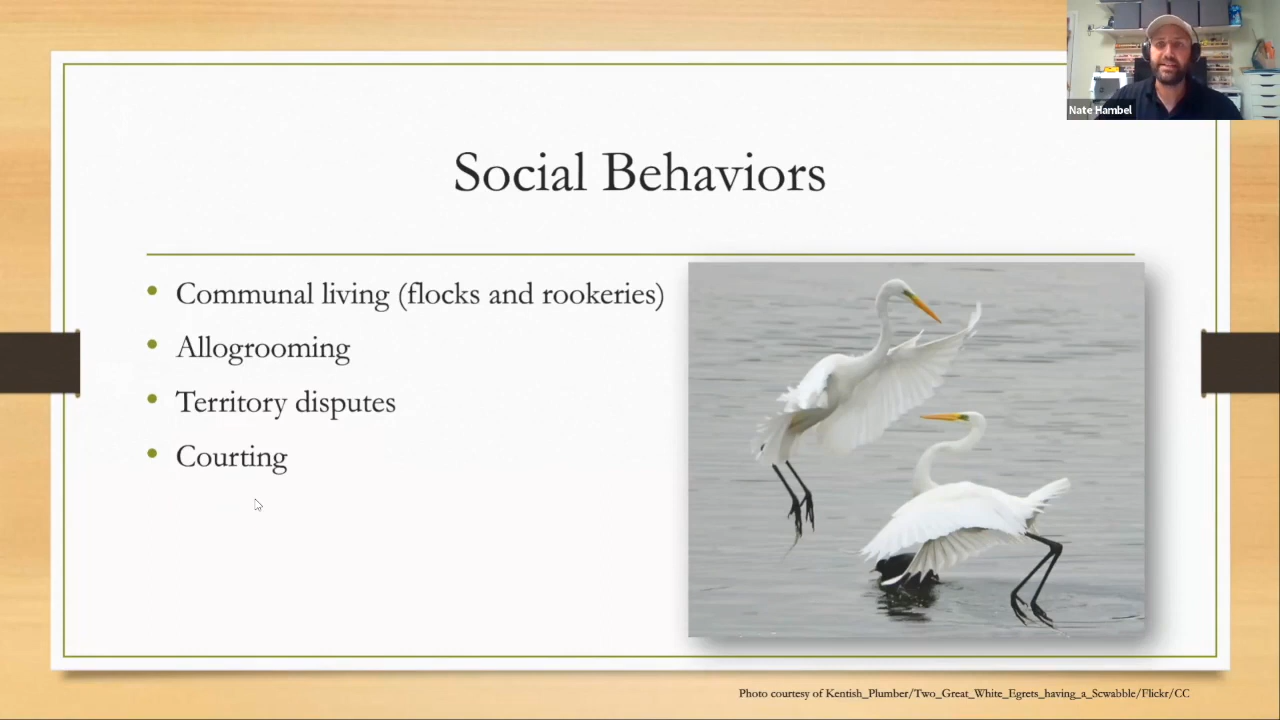 Nate Hambel
Social Behaviors
Communal living (flocks and rookeries)
Allogrooming
Territory disputes
Courting
Photo courtesy of Kentish_Plumber/Two_Great_White_Egrets_having_a_Scwabble/Flickr/CC